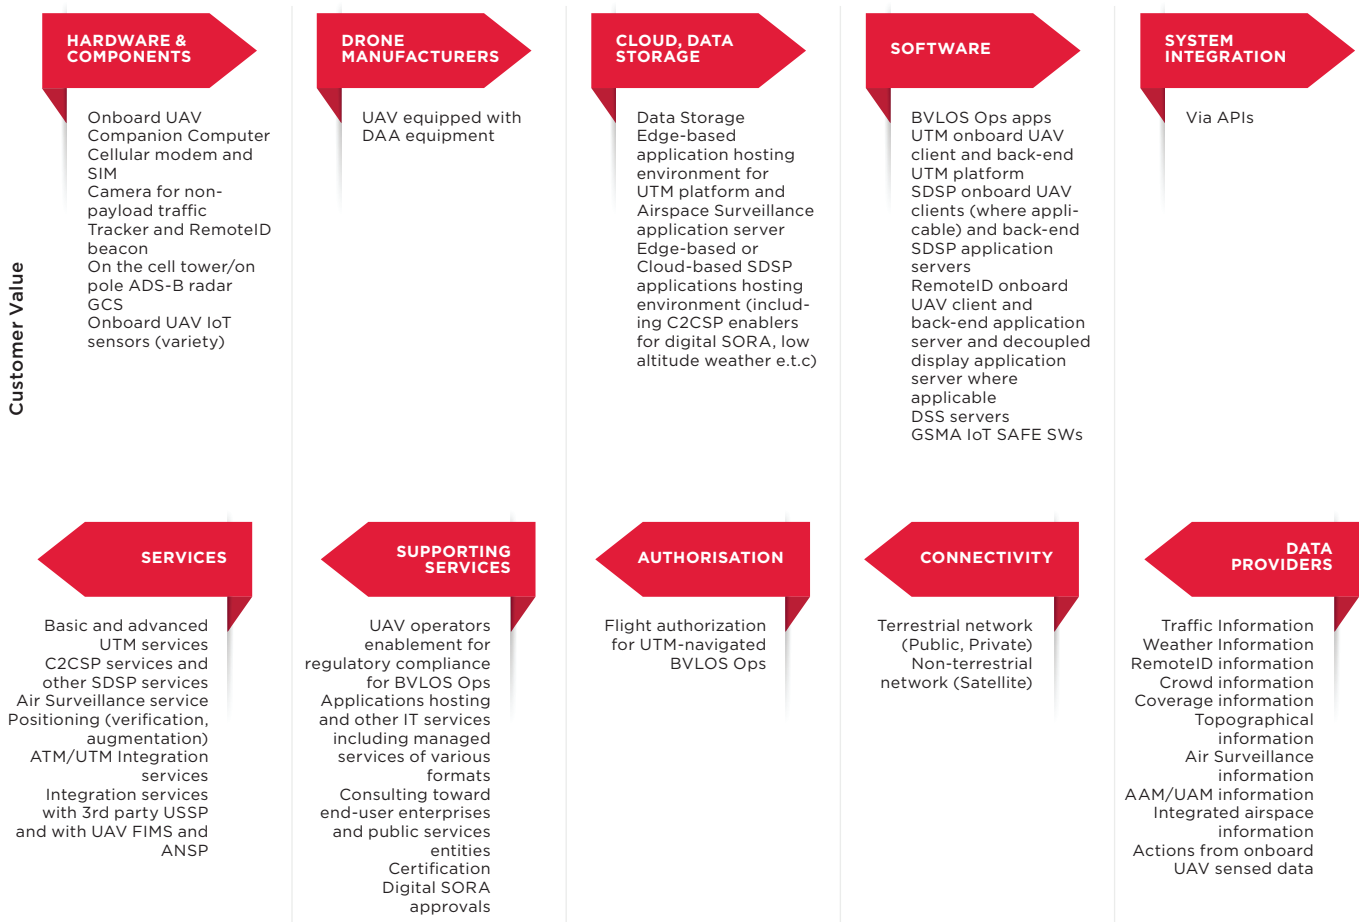 Customer Value
HARDWARE &
COMPONENTS
Onboard UAV
Companion Computer
Cellular modem and
SIM
Camera for non-
payload traffic
Tracker and RemoteID
beacon
On the cell tower/on
pole ADS-B radar
GCS
Onboard UAV IoT
sensors (variety)
DRONE
MANUFACTURERS
UAV equipped with
DAA equipment
CLOUD, DATA
STORAGE
Data Storage
Edge-based
application hosting
environment for
UTM platform and
Airspace Surveillance
application server
Edge-based or
Cloud-based SDSP
applications hosting
environment (includ-
ing C2CSP enablers
for digital SORA, low
altitude weather e.t.c)
SOFTWARE
BVLOS Ops apps
UTM onboard UAV
client and back-end
UTM platform
SDSP onboard UAV
clients (where appli-
cable) and back-end
SDSP application
servers
RemoteID onboard
UAV client and
back-end application
server and decoupled
display application
server where
applicable
DSS servers
GSMA IoT SAFE SWs
SYSTEM
INTEGRATION
Via APIs
SERVICES
Basic and advanced
UTM services
C2CSP services and
other SDSP services
Air Surveillance service
Positioning (verification,
augmentation)
ATM/UTM Integration
services
Integration services
with 3rd party USSP
and with UAV FIMS and
ANSP
SUPPORTING
SERVICES
UAV operators
enablement for
regulatory compliance
for BVLOS Ops
Applications hosting
and other IT services
including managed
services of various
formats
Consulting toward
end-user enterprises
and public services
entities
Certification
Digital SORA
approvals
AUTHORISATION
Flight authorization
for UTM-navigated
BVLOS Ops
CONNECTIVITY
Terrestrial network
(Public, Private)
Non-terrestrial
network (Satellite)
DATA
PROVIDERS
Traffic Information
Weather Information
RemoteID information
Crowd information
Coverage information
Topographical
information
Air Surveillance
information
AAM/UAM information
Integrated airspace
information
Actions from onboard
UAV sensed data